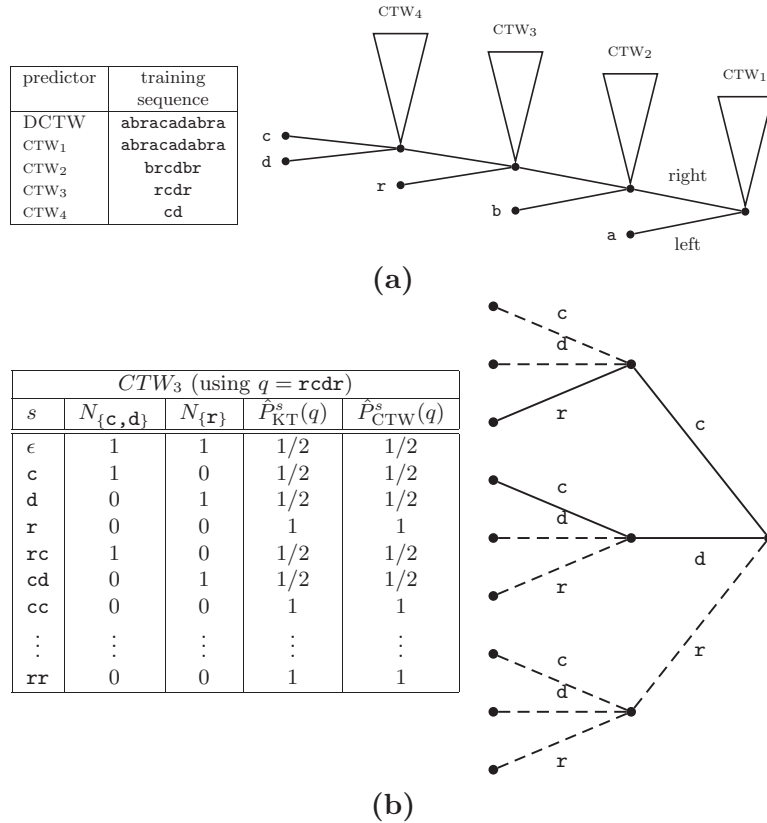 predictor training
sequence
DCTW abracadabra
CTW1 abracadabra
CTW2 brcdbr
CTW3 rcdr
CTW4 cd
CTW4
CTW3
CTW2
CTW1
c
d
r
b
a
right
left
(a)
CTW3 (using q = rcdr)
s N{c,d} N{r} P̂ˢKT(q) P̂ˢCTW(q)
ϵ 1 1 1/2 1/2
c 1 0 1/2 1/2
d 0 1 1/2 1/2
r 0 0 1 1
rc 1 0 1/2 1/2
cd 0 1 1/2 1/2
cc 0 0 1 1
⋮ ⋮ ⋮ ⋮ ⋮
rr 0 0 1 1
c
d
r
c
c
d
r
d
c
d
r
r
(b)